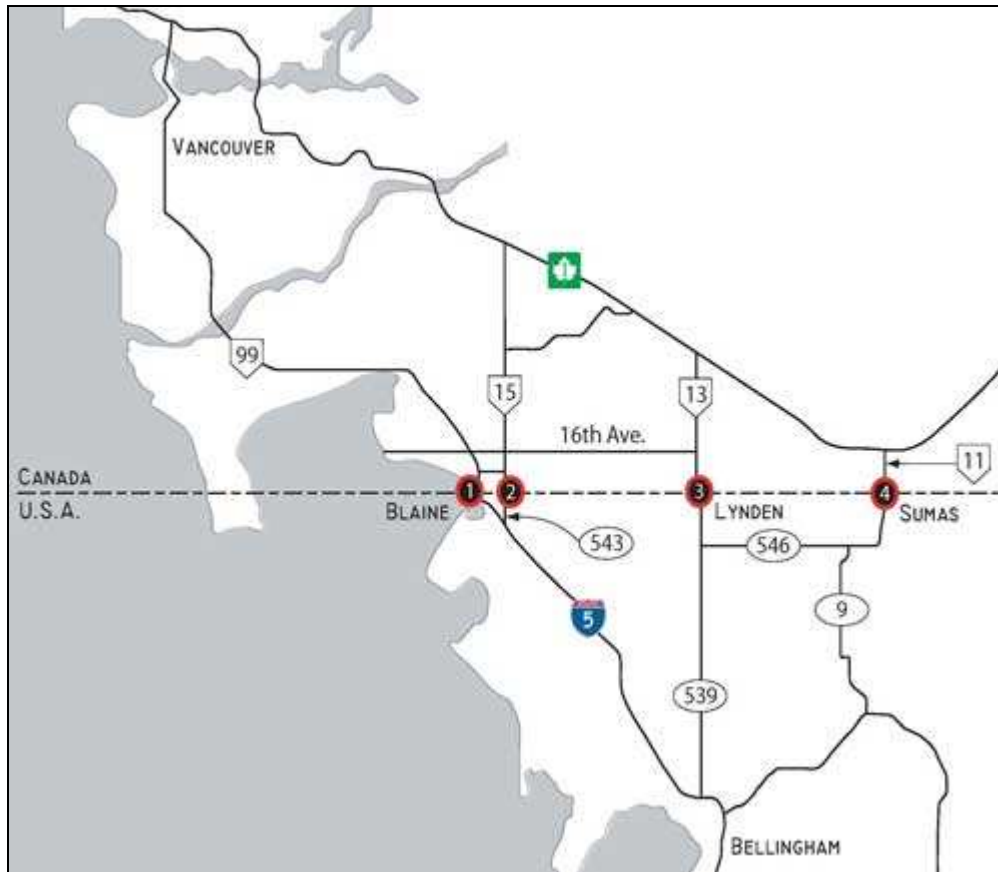 VANCOUVER
1
99
15
13
16th Ave.
11
CANADA
U.S.A.
BLAINE
1
2
3
4
LYNDEN
SUMAS
543
546
5
9
539
BELLINGHAM